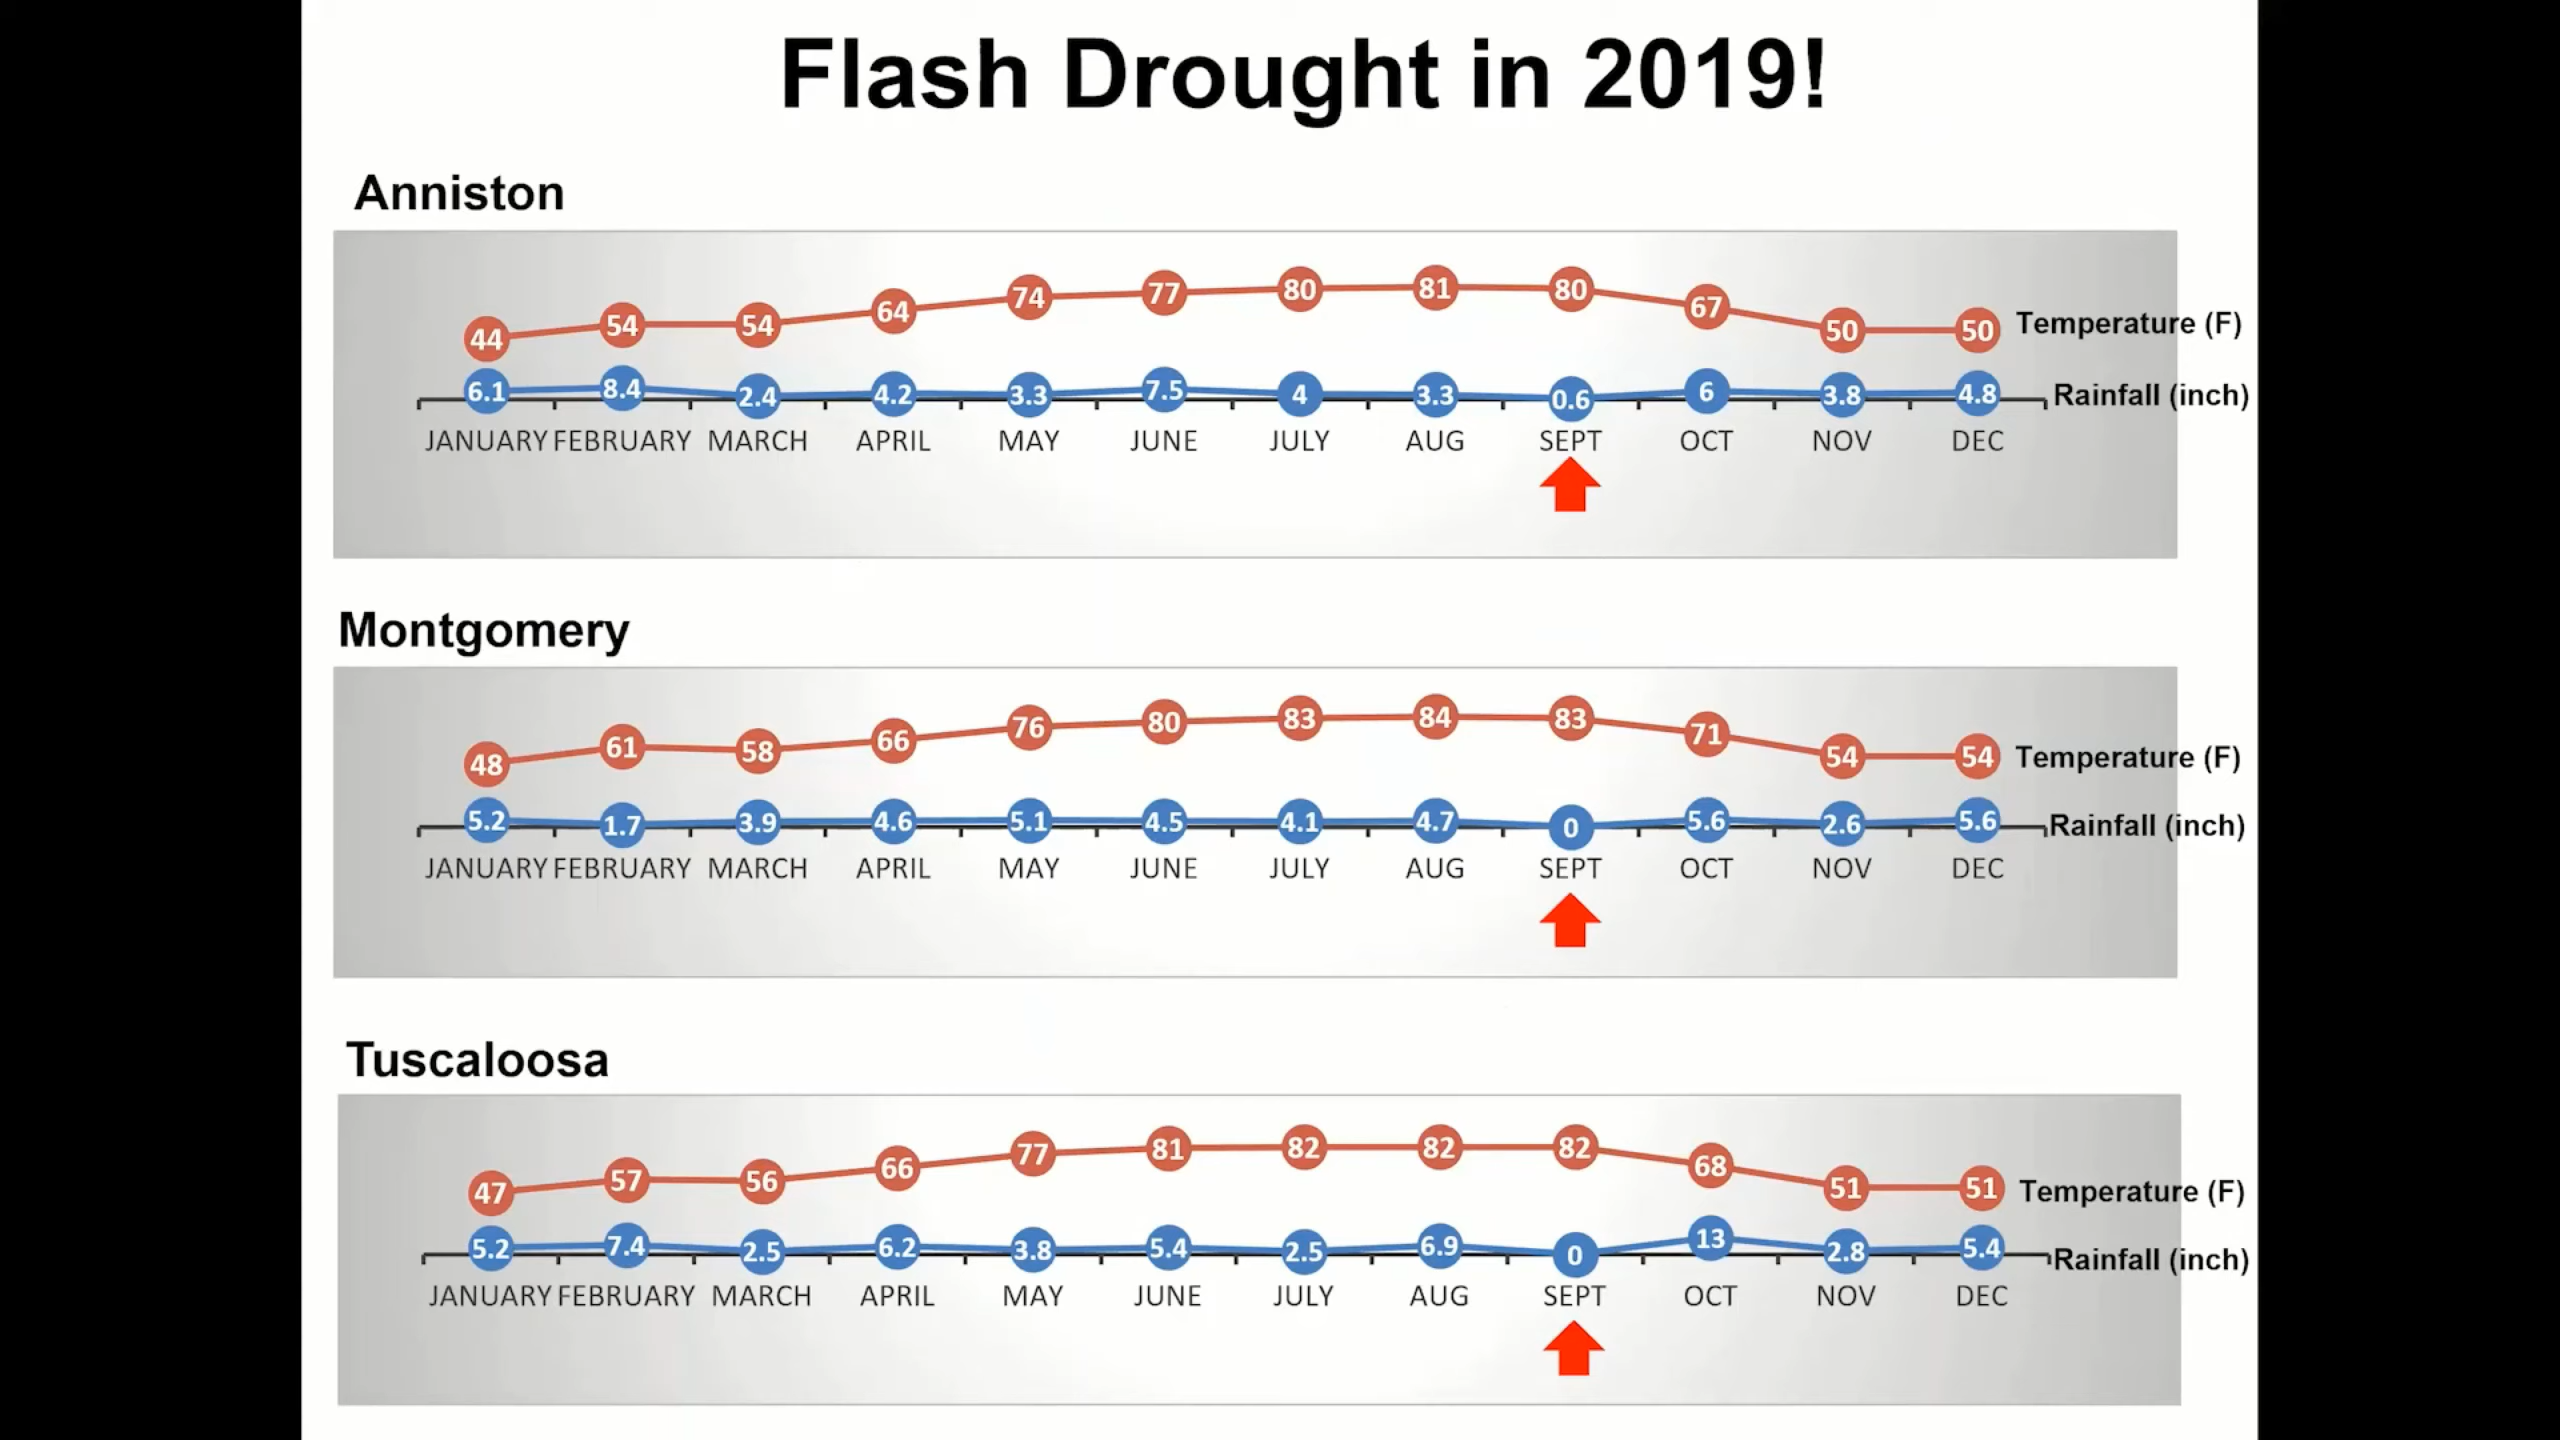 Flash Drought in 2019!
Anniston
44 54 54 64 74 77 80 81 80 67 50 50 Temperature (F)
6.1 8.4 2.4 4.2 3.3 7.5 4 3.3 0.6 6 3.8 4.8 Rainfall (inch)
JANUARY FEBRUARY MARCH APRIL MAY JUNE JULY AUG SEPT OCT NOV DEC
Montgomery
48 61 58 66 76 80 83 84 83 71 54 54 Temperature (F)
5.2 1.7 3.9 4.6 5.1 4.5 4.1 4.7 0 5.6 2.6 5.6 Rainfall (inch)
JANUARY FEBRUARY MARCH APRIL MAY JUNE JULY AUG SEPT OCT NOV DEC
Tuscaloosa
47 57 56 66 77 81 82 82 82 68 51 51 Temperature (F)
5.2 7.4 2.5 6.2 3.8 5.4 2.5 6.9 0 13 2.8 5.4 Rainfall (inch)
JANUARY FEBRUARY MARCH APRIL MAY JUNE JULY AUG SEPT OCT NOV DEC